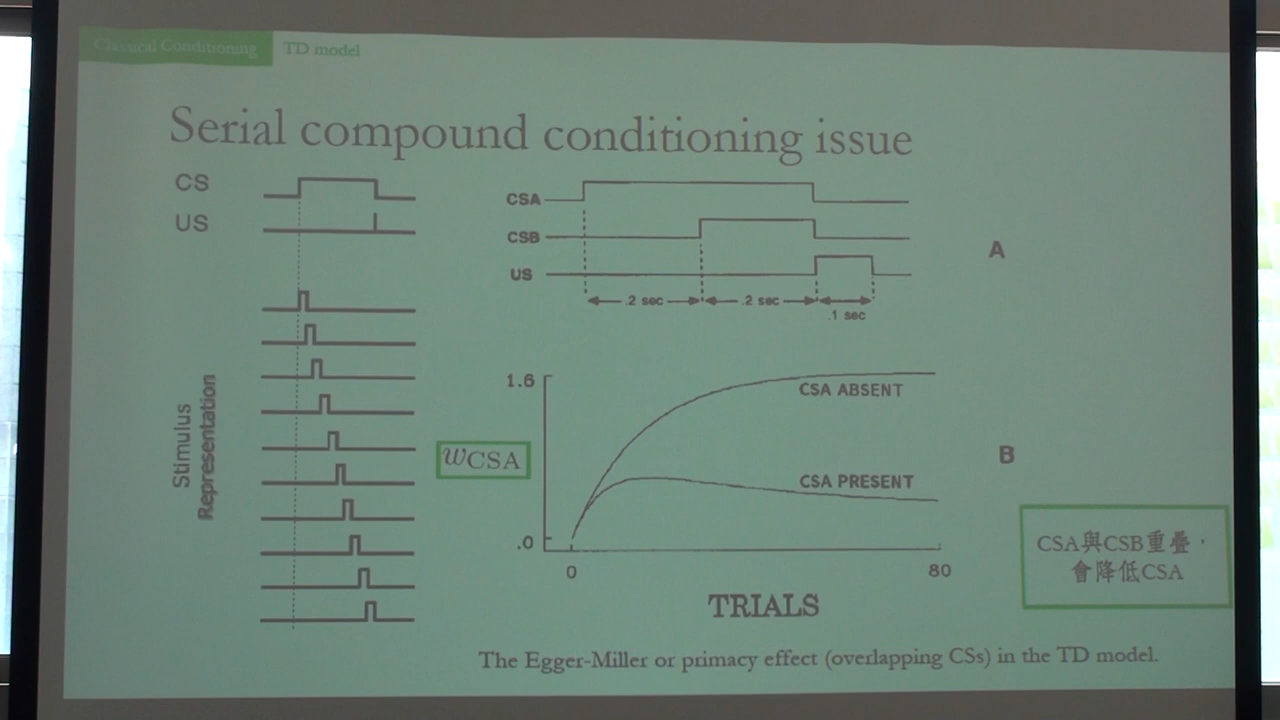 Classical Conditioning TD model
Serial compound conditioning issue
CS
US
Stimulus
Representation
CSA
CSB
US
.2 sec .2 sec
.1 sec
A
1.6
CSA ABSENT
wCSA
CSA PRESENT
B
.0
0 80
TRIALS
CSA與CSB重疊，
會降低CSA
The Egger-Miller or primacy effect (overlapping CSs) in the TD model.